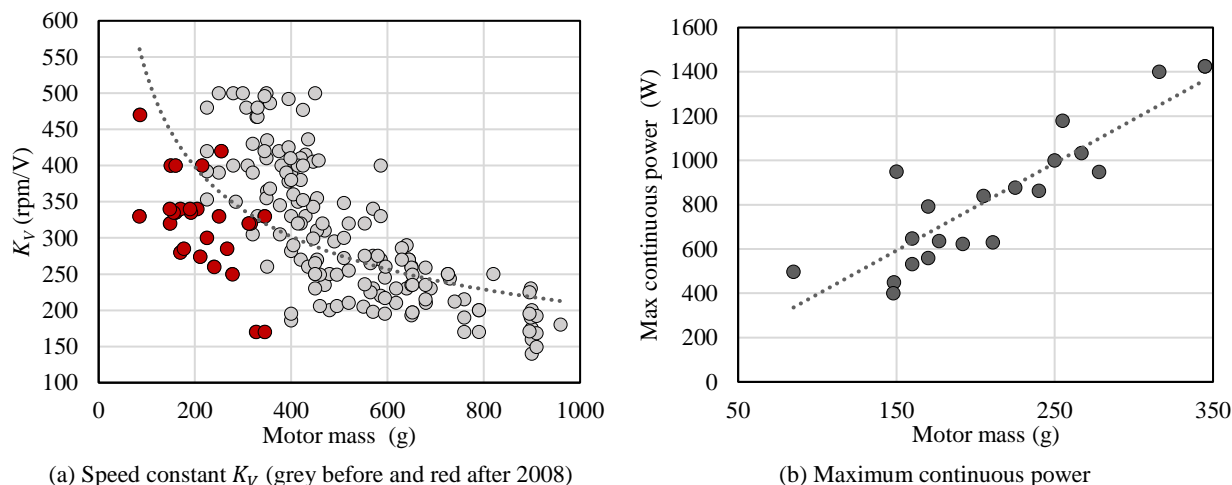 600
550
500
450
400
350
300
250
200
150
100
K_V (rpm/V)
0 200 400 600 800 1000
Motor mass (g)
(a) Speed constant K_V (grey before and red after 2008)
1600
1400
1200
1000
800
600
400
200
0
Max continuous power (W)
50 150 250 350
Motor mass (g)
(b) Maximum continuous power